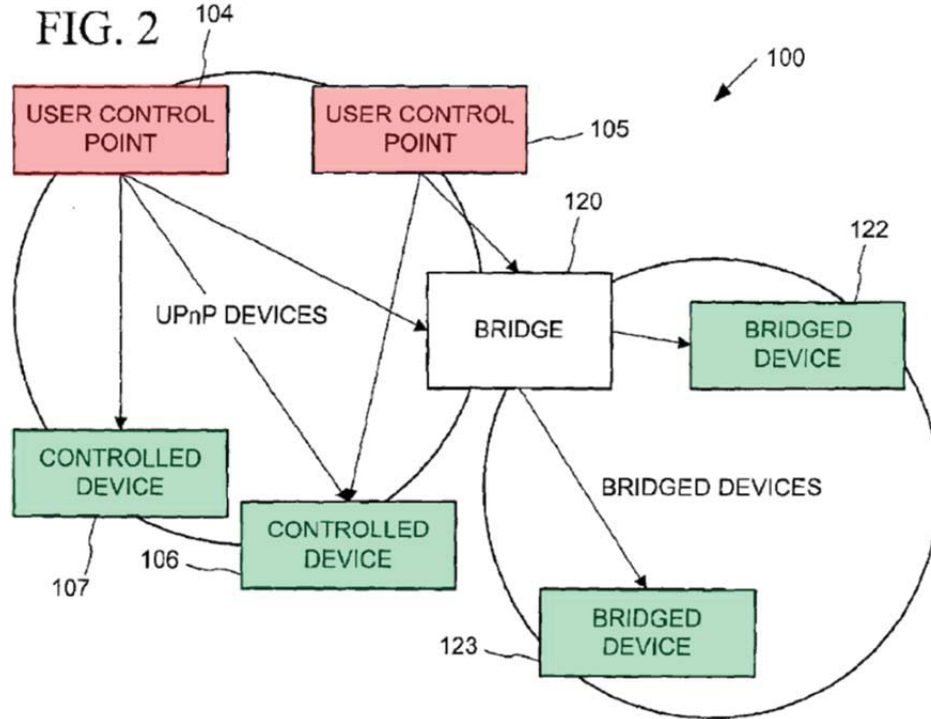 FIG. 2
104
100
USER CONTROL
POINT
USER CONTROL
POINT
105
120
122
UPnP DEVICES
BRIDGE
BRIDGED
DEVICE
CONTROLLED
DEVICE
BRIDGED DEVICES
107
106
CONTROLLED
DEVICE
123
BRIDGED
DEVICE